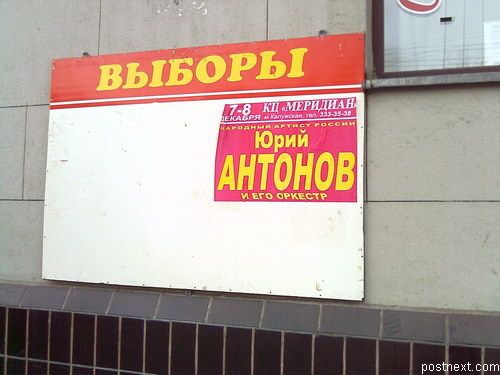 ВЫБОРЫ
7-8 КЦ «МЕРИДИАН
ДЕКАБРЯ м Калужская, тел. 333-35-38
НАРОДНЫЙ АРТИСТ РОССИИ
Юрий
АНТОНОВ
И ЕГО ОРКЕСТР
postnext.com